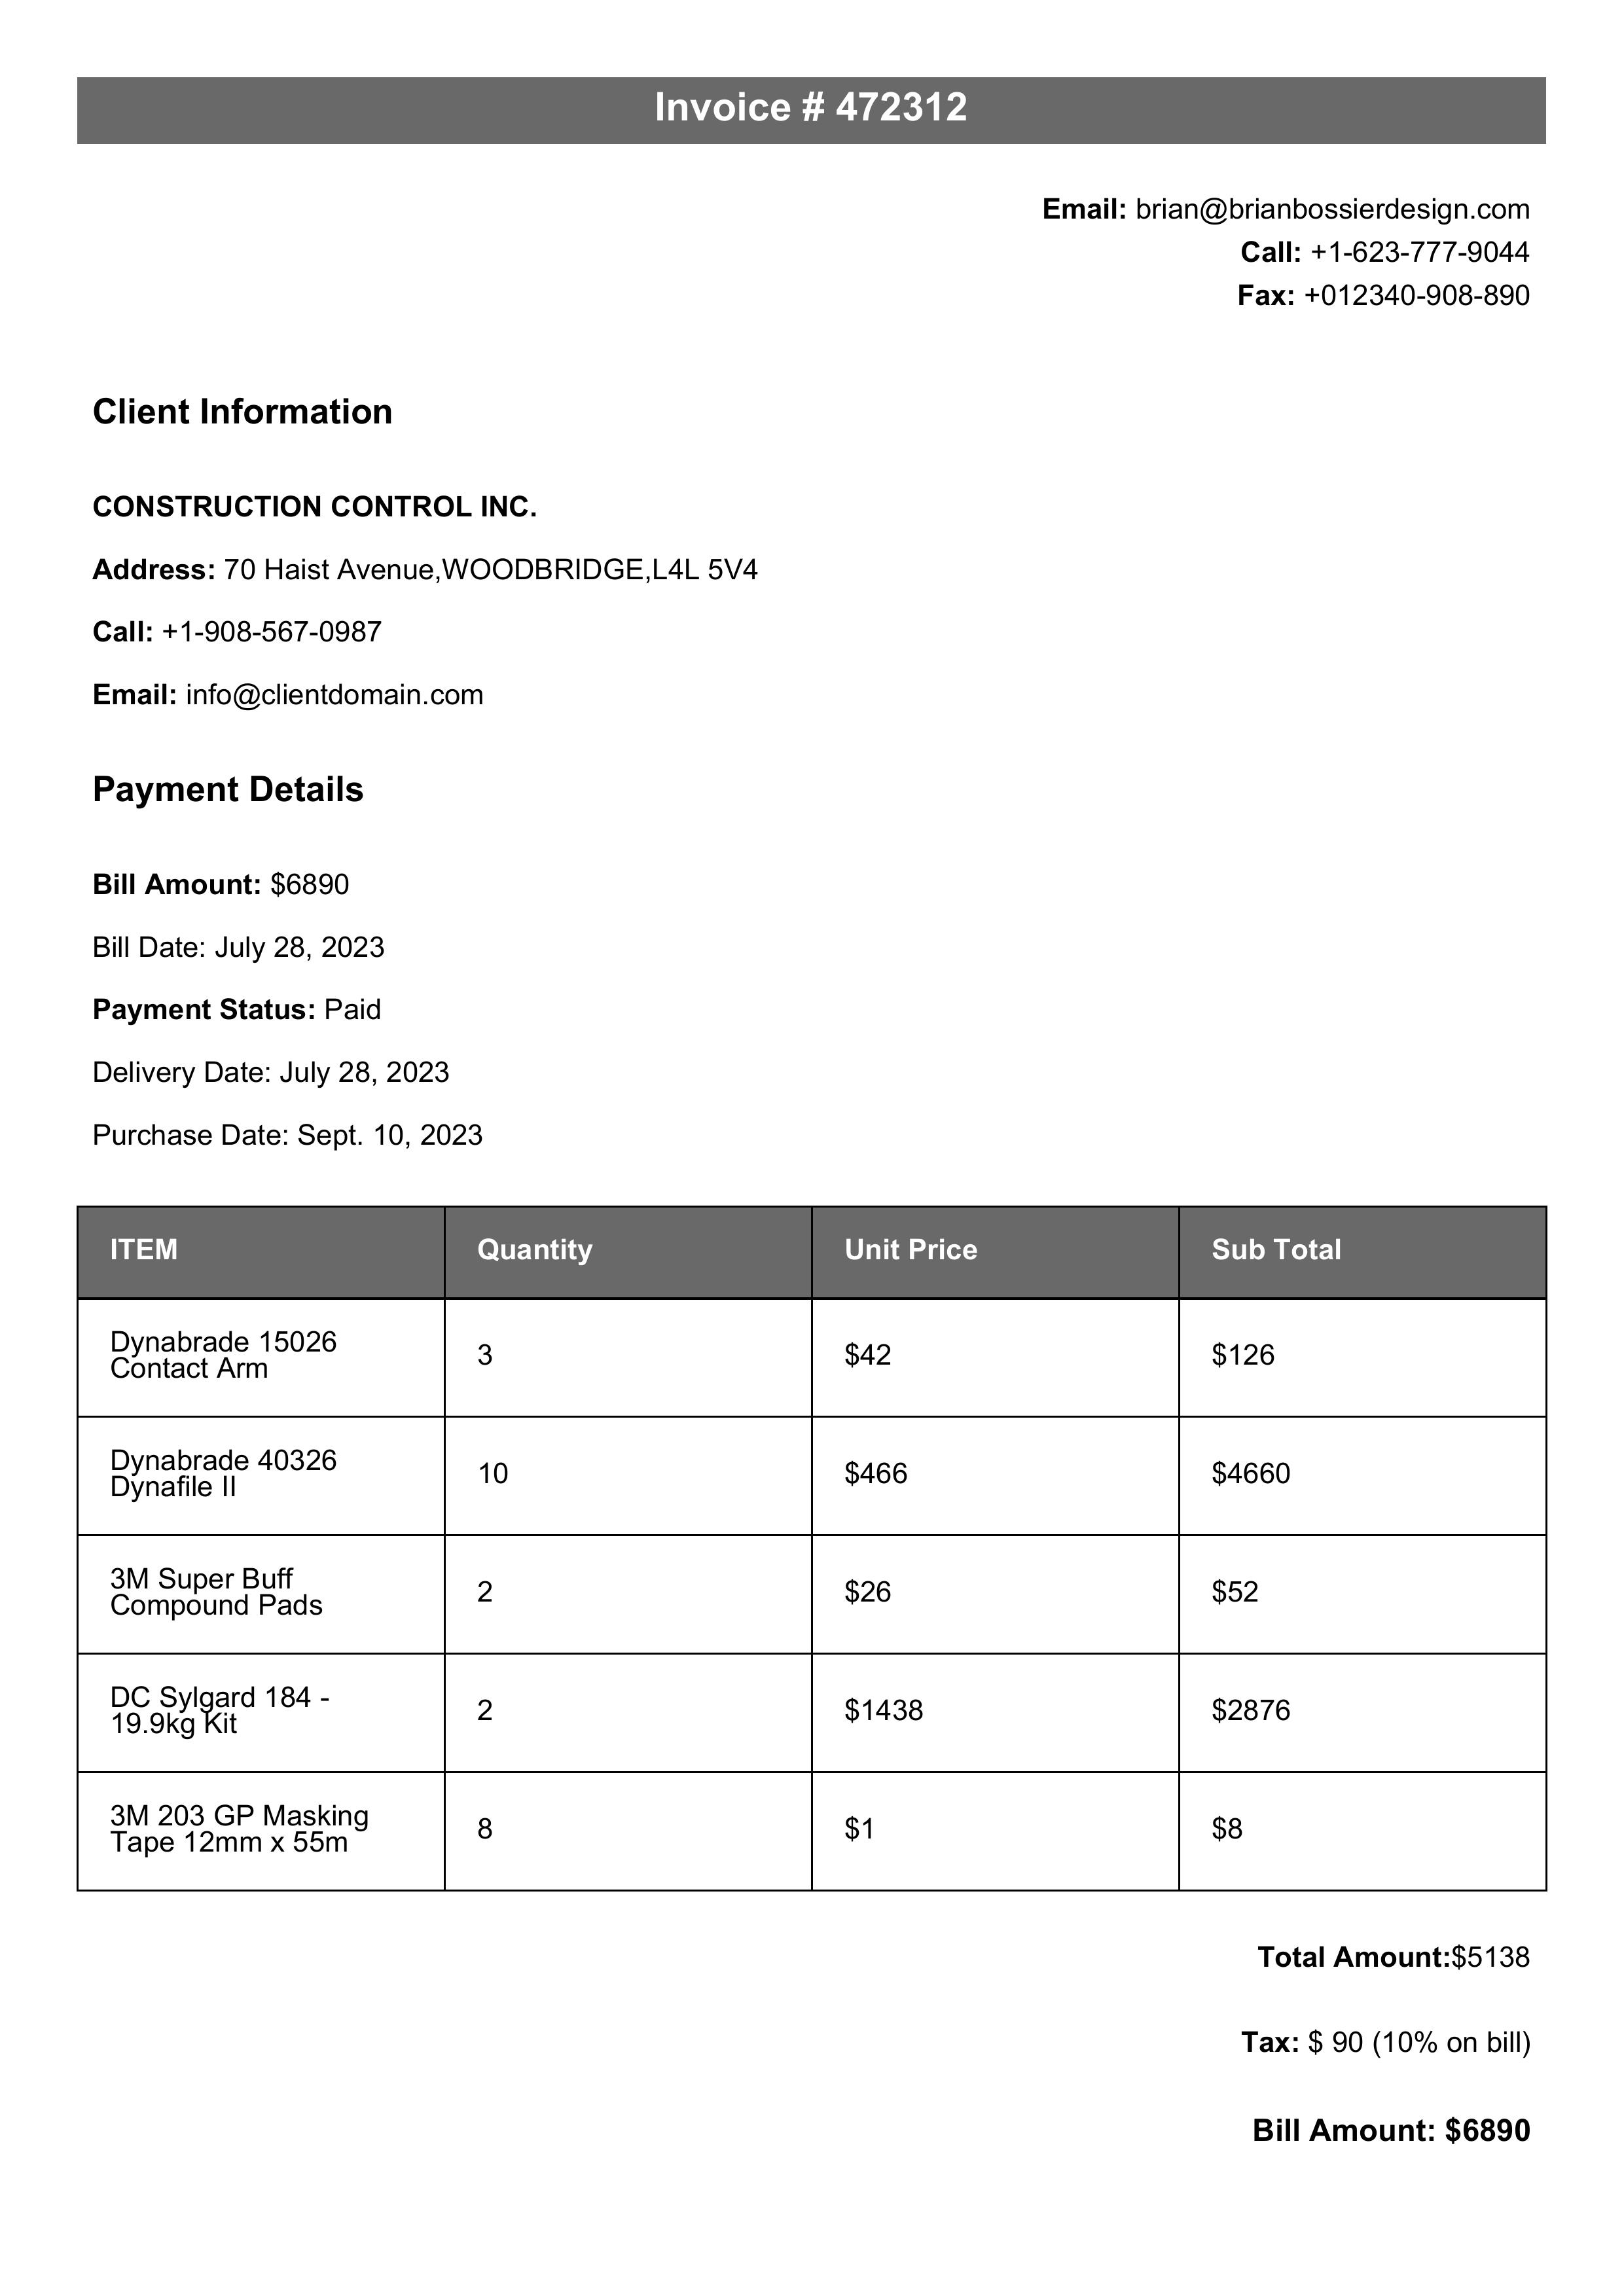 Invoice # 472312
Email: brian@brianbossierdesign.com
Call: +1-623-777-9044
Fax: +012340-908-890
Client Information
CONSTRUCTION CONTROL INC.
Address: 70 Haist Avenue,WOODBRIDGE,L4L 5V4
Call: +1-908-567-0987
Email: info@clientdomain.com
Payment Details
Bill Amount: $6890
Bill Date: July 28, 2023
Payment Status: Paid
Delivery Date: July 28, 2023
Purchase Date: Sept. 10, 2023
ITEM Quantity Unit Price Sub Total
Dynabrade 15026
Contact Arm 3 $42 $126
Dynabrade 40326
Dynafile II 10 $466 $4660
3M Super Buff
Compound Pads 2 $26 $52
DC Sylgard 184 -
19.9kg Kit 2 $1438 $2876
3M 203 GP Masking
Tape 12mm x 55m 8 $1 $8
Total Amount:$5138
Tax: $ 90 (10% on bill)
Bill Amount: $6890